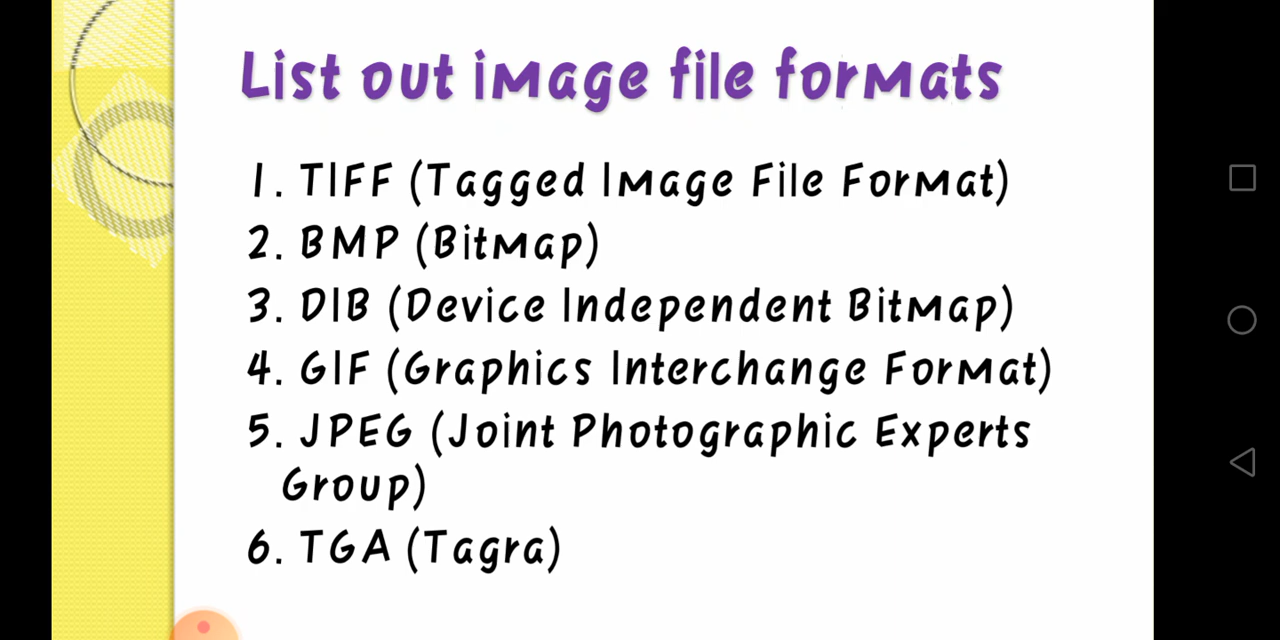 List out image file formats
1. TIFF (Tagged Image File Format)
2. BMP (Bitmap)
3. DIB (Device Independent Bitmap)
4. GIF (Graphics Interchange Format)
5. JPEG (Joint Photographic Experts
Group)
6. TGA (Tagra)